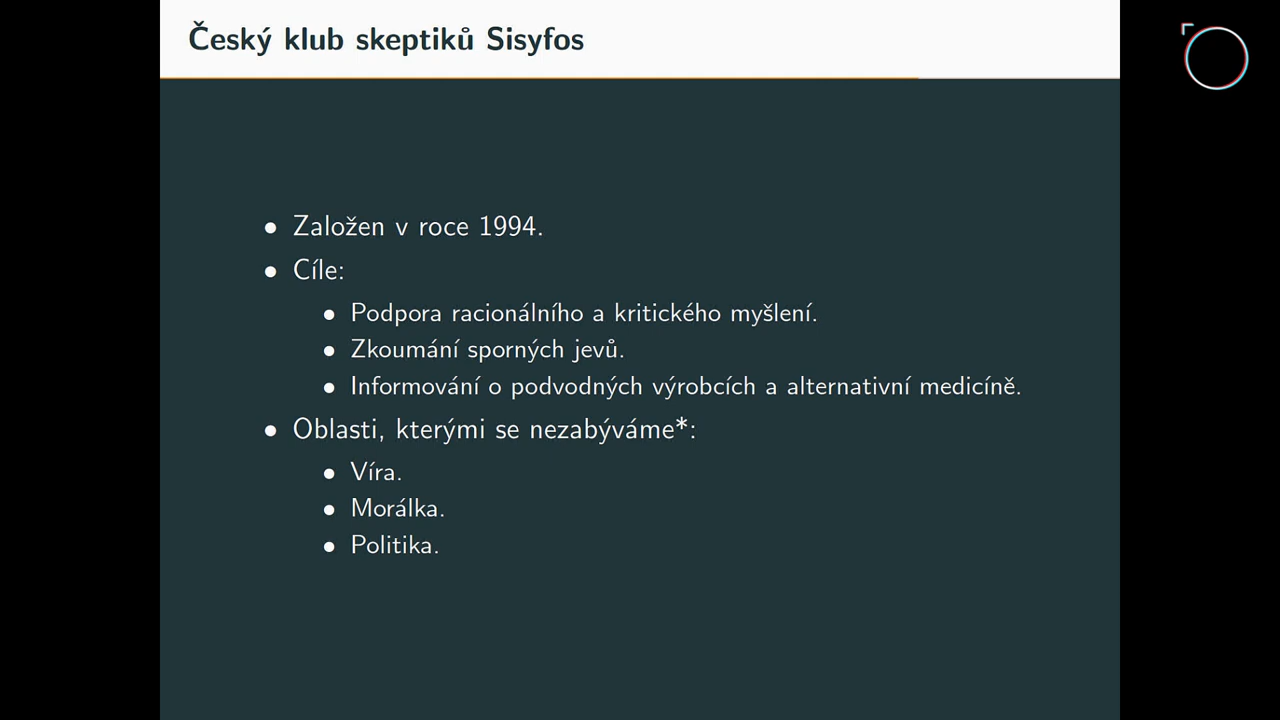 Český klub skeptiků Sisyfos
• Založen v roce 1994.
• Cíle:
• Podpora racionálního a kritického myšlení.
• Zkoumání sporných jevů.
• Informování o podvodných výrobcích a alternativní medicíně.
• Oblasti, kterými se nezabýváme*:
• Víra.
• Morálka.
• Politika.